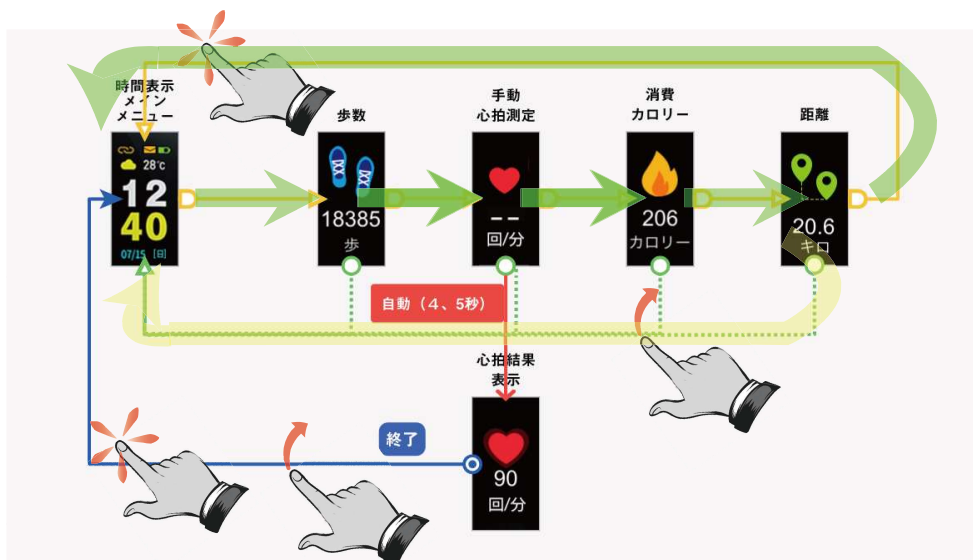 時間表示
メイン
メニュー
歩数
手動
心拍測定
消費
カロリー
距離
28℃
12
40
07/15 [日]
18385
歩
--
回/分
206
カロリー
20.6
キロ
自動（4、5秒）
心拍結果
表示
終了
90
回/分